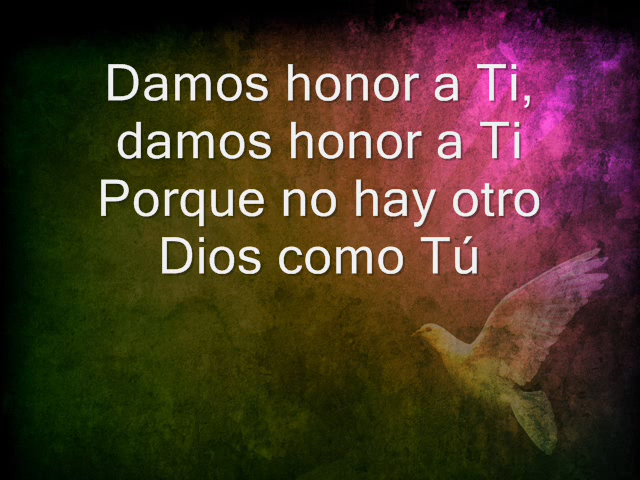 Damos honor a Ti,
damos honor a Ti
Porque no hay otro
Dios como Tú